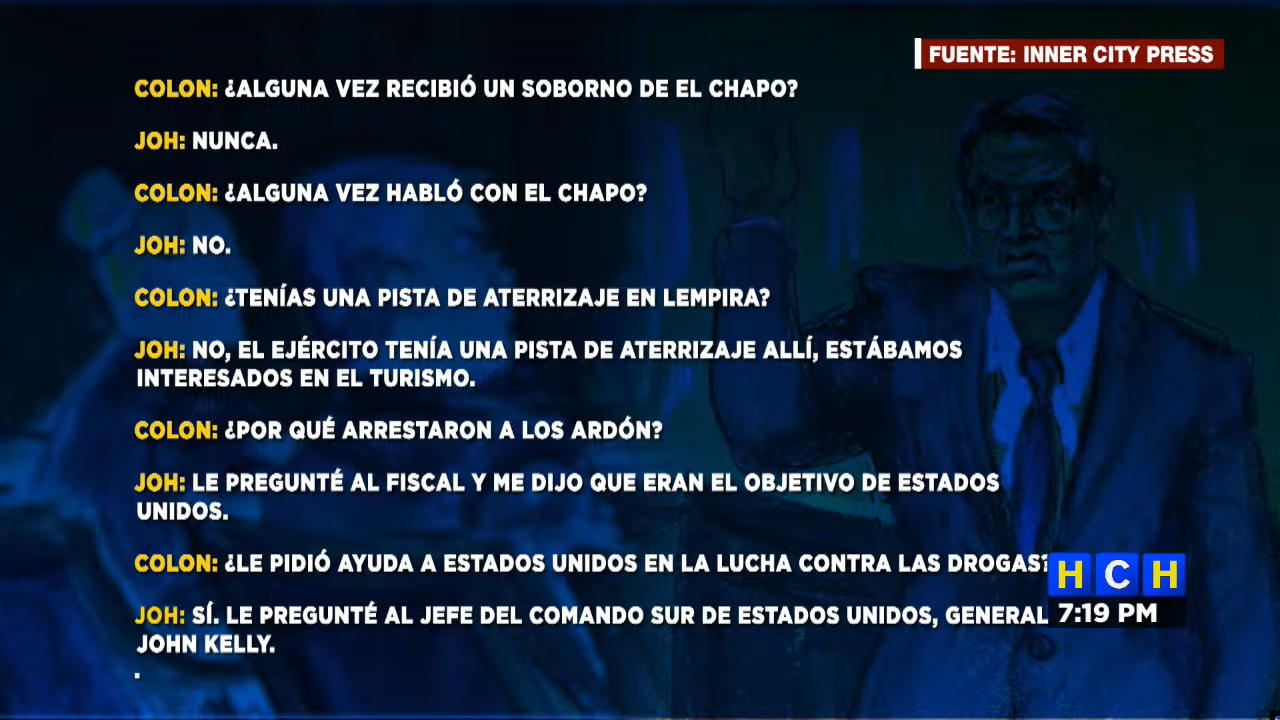 FUENTE: INNER CITY PRESS
COLON: ¿ALGUNA VEZ RECIBIÓ UN SOBORNO DE EL CHAPO?
JOH: NUNCA.
COLON: ¿ALGUNA VEZ HABLÓ CON EL CHAPO?
JOH: NO.
COLON: ¿TENÍAS UNA PISTA DE ATERRIZAJE EN LEMPIRA?
JOH: NO, EL EJÉRCITO TENÍA UNA PISTA DE ATERRIZAJE ALLÍ, ESTÁBAMOS
INTERESADOS EN EL TURISMO.
COLON: ¿POR QUÉ ARRESTARON A LOS ARDÓN?
JOH: LE PREGUNTÉ AL FISCAL Y ME DIJO QUE ERAN EL OBJETIVO DE ESTADOS
UNIDOS.
COLON: ¿LE PIDIÓ AYUDA A ESTADOS UNIDOS EN LA LUCHA CONTRA LAS DROGAS?
JOH: SÍ. LE PREGUNTÉ AL JEFE DEL COMANDO SUR DE ESTADOS UNIDOS, GENERAL
JOHN KELLY.
.
HCH
7:19 PM